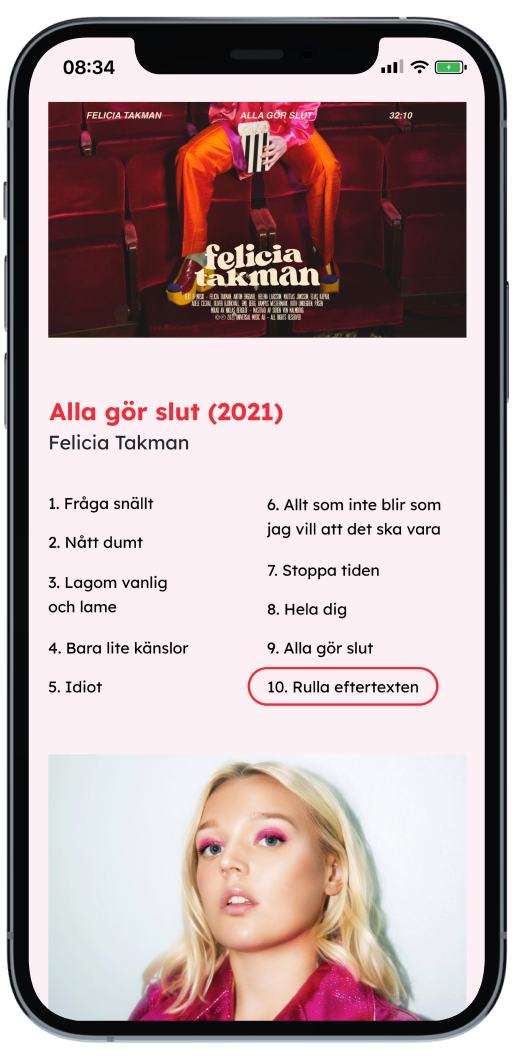 08:34
FELICIA TAKMAN ALLA GÖR SLUT 32:10
felicia
takman
Alla gör slut (2021)
Felicia Takman
1. Fråga snällt
2. Nått dumt
3. Lagom vanlig
och lame
4. Bara lite känslor
5. Idiot
6. Allt som inte blir som
jag vill att det ska vara
7. Stoppa tiden
8. Hela dig
9. Alla gör slut
10. Rulla eftertexten